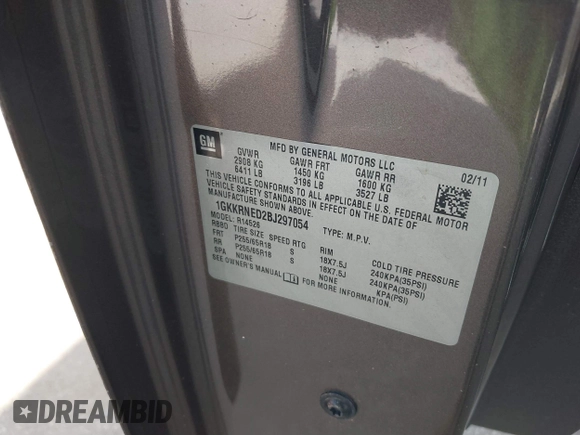 GM
MFD BY GENERAL MOTORS LLC
02/11
GVWR GAWR FRT GAWR RR
2908 KG 1450 KG 1600 KG
6411 LB 3196 LB 3527 LB
THIS VEHICLE CONFORMS TO ALL APPLICABLE U.S. FEDERAL MOTOR
VEHICLE SAFETY STANDARDS IN EFFECT ON THE DATE OF
MANUFACTURE SHOWN ABOVE.
1GKKRNED2BJ297054 TYPE: M.P.V.
MODEL: R14526
RBBO TIRE SIZE SPEED RTG RIM COLD TIRE PRESSURE
FRT P255/65R18 S 18X7.5J 240KPA(35PSI)
RR P255/65R18 S 18X7.5J 240KPA(35PSI)
SPA NONE NONE KPA(PSI)
SEE OWNER'S MANUAL FOR MORE INFORMATION.
DREAMBID